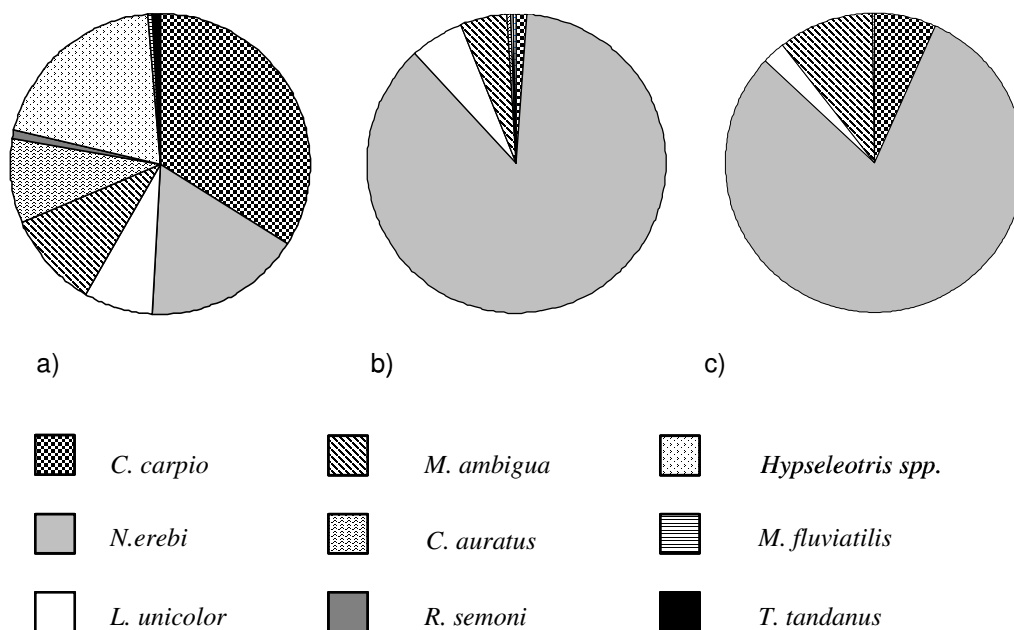 a) b) c)
C. carpio M. ambigua Hypseleotris spp.
N.erebi C. auratus M. fluviatilis
L. unicolor R. semoni T. tandanus